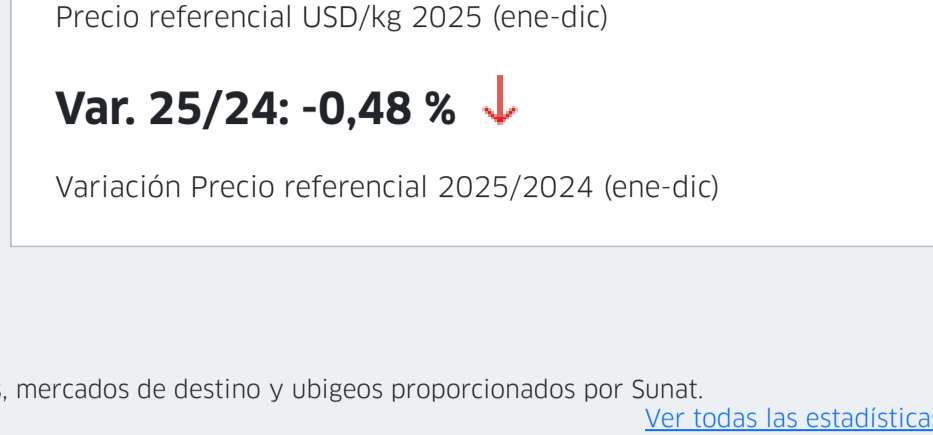 Precio referencial USD/kg 2025 (ene-dic)
Var. 25/24: -0,48 %
Variación Precio referencial 2025/2024 (ene-dic)
, mercados de destino y ubigeos proporcionados por Sunat.
Ver todas las